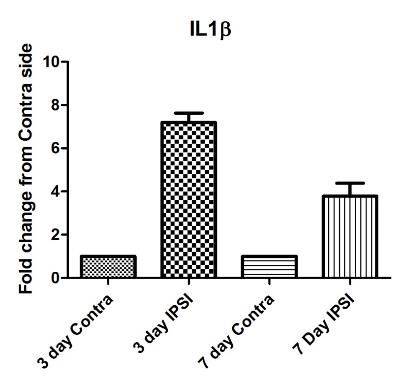 IL1β
Fold change from Contra side
10
8
6
4
2
0
3 day Contra
3 day IPSI
7 day Contra
7 Day IPSI